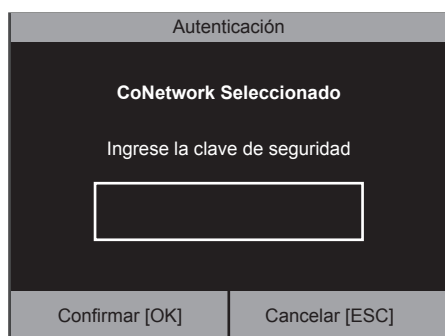 Autenticación
CoNetwork Seleccionado
Ingrese la clave de seguridad
Confirmar [OK] Cancelar [ESC]